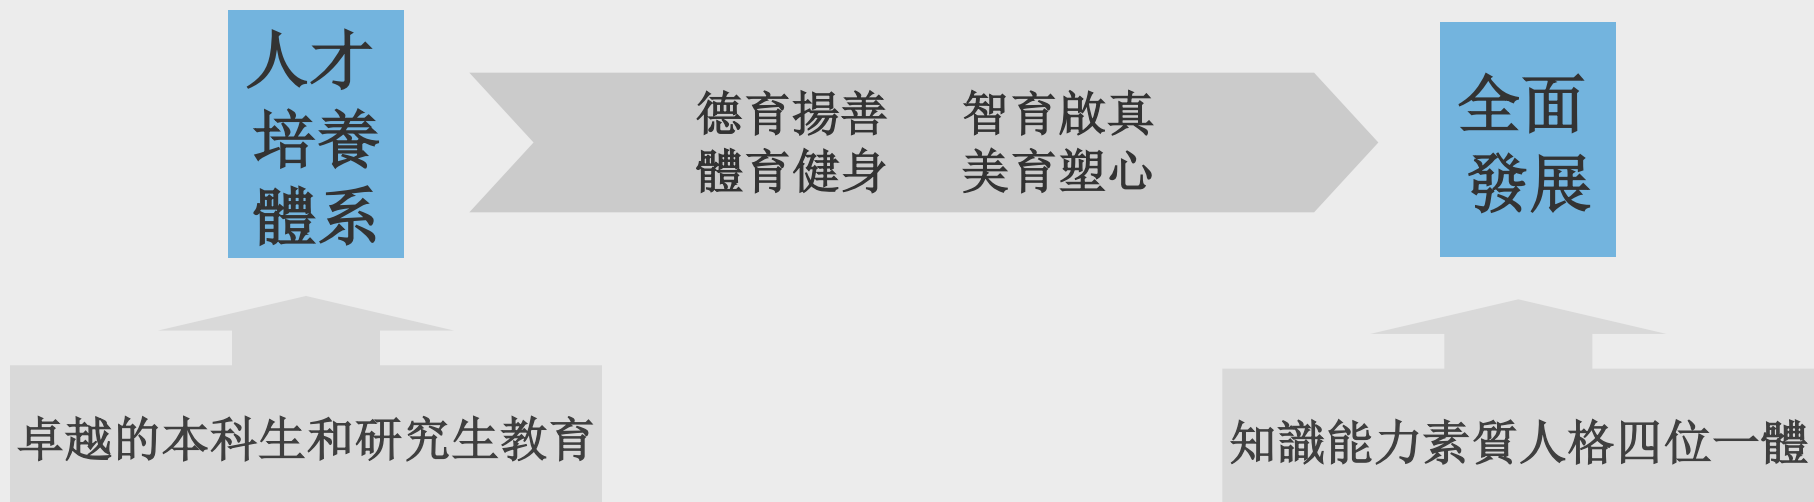 人才
培養
體系
德育揚善 智育啟真
體育健身 美育塑心
全面
發展
卓越的本科生和研究生教育
知識能力素質人格四位一體